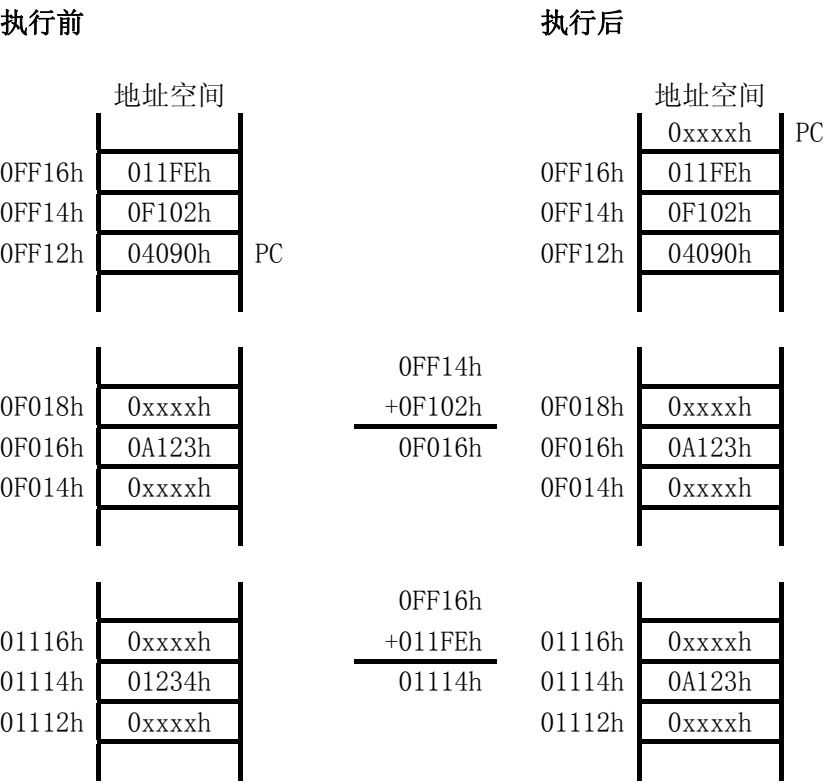 执行前 执行后
地址空间 地址空间
0xxxxh PC
0FF16h 011FEh 0FF16h 011FEh
0FF14h 0F102h 0FF14h 0F102h
0FF12h 04090h PC 0FF12h 04090h
0FF14h
0F018h 0xxxxh +0F102h 0F018h 0xxxxh
0F016h 0A123h 0F016h 0F016h 0A123h
0F014h 0xxxxh 0F014h 0xxxxh
0FF16h
01116h 0xxxxh +011FEh 01116h 0xxxxh
01114h 01234h 01114h 01114h 0A123h
01112h 0xxxxh 01112h 0xxxxh